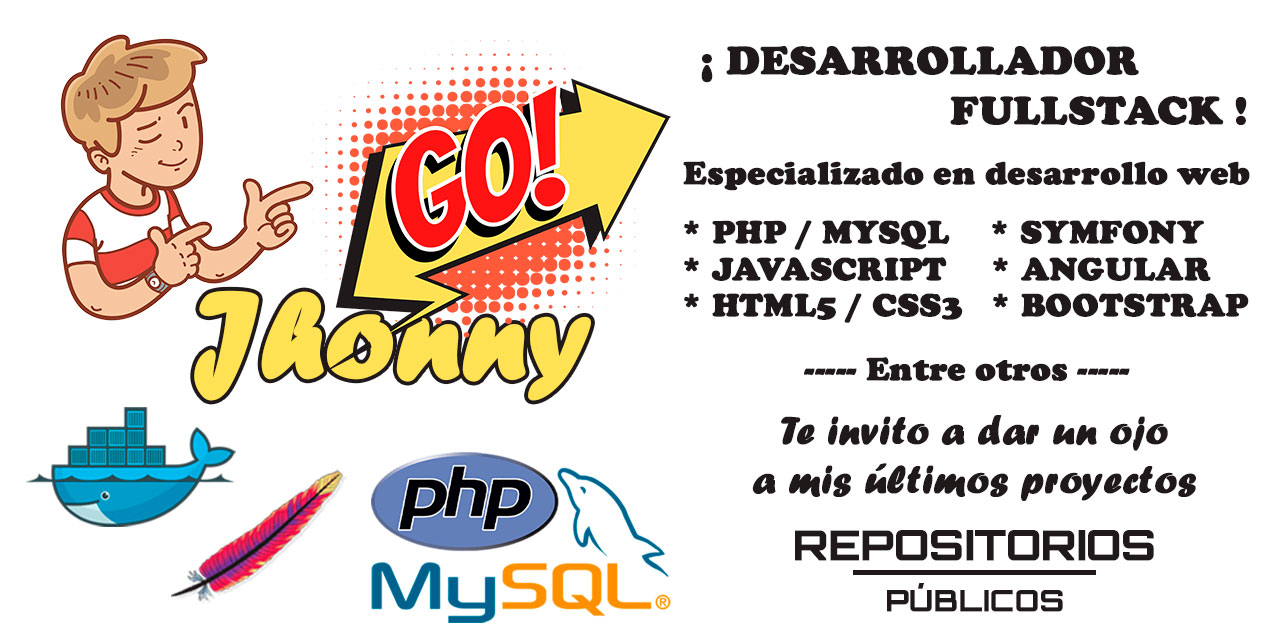 GO!
Jhonny
php
MySQL®
¡ DESARROLLADOR
FULLSTACK !
Especializado en desarrollo web
* PHP / MYSQL * SYMFONY
* JAVASCRIPT * ANGULAR
* HTML5 / CSS3 * BOOTSTRAP
----- Entre otros -----
Te invito a dar un ojo
a mis últimos proyectos
REPOSITORIOS
PÚBLICOS